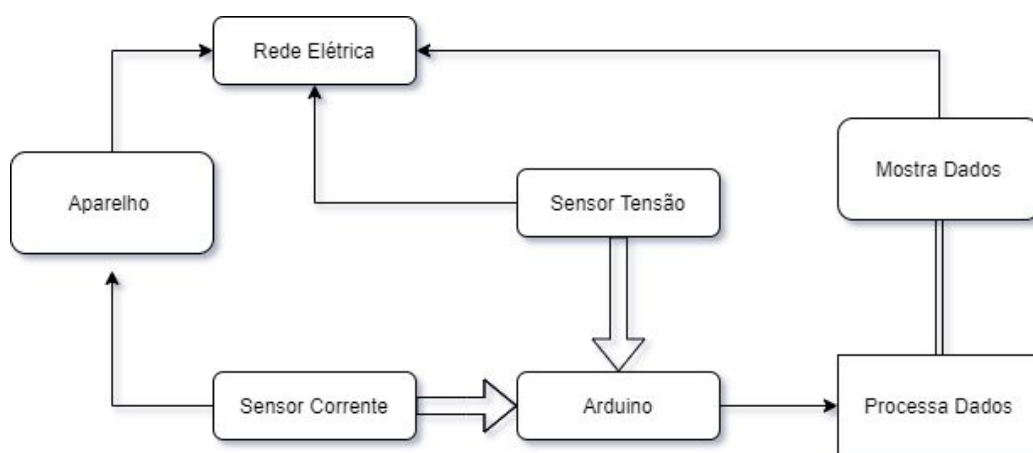 Rede Elétrica
Aparelho
Sensor Tensão
Mostra Dados
Sensor Corrente
Arduino
Processa Dados